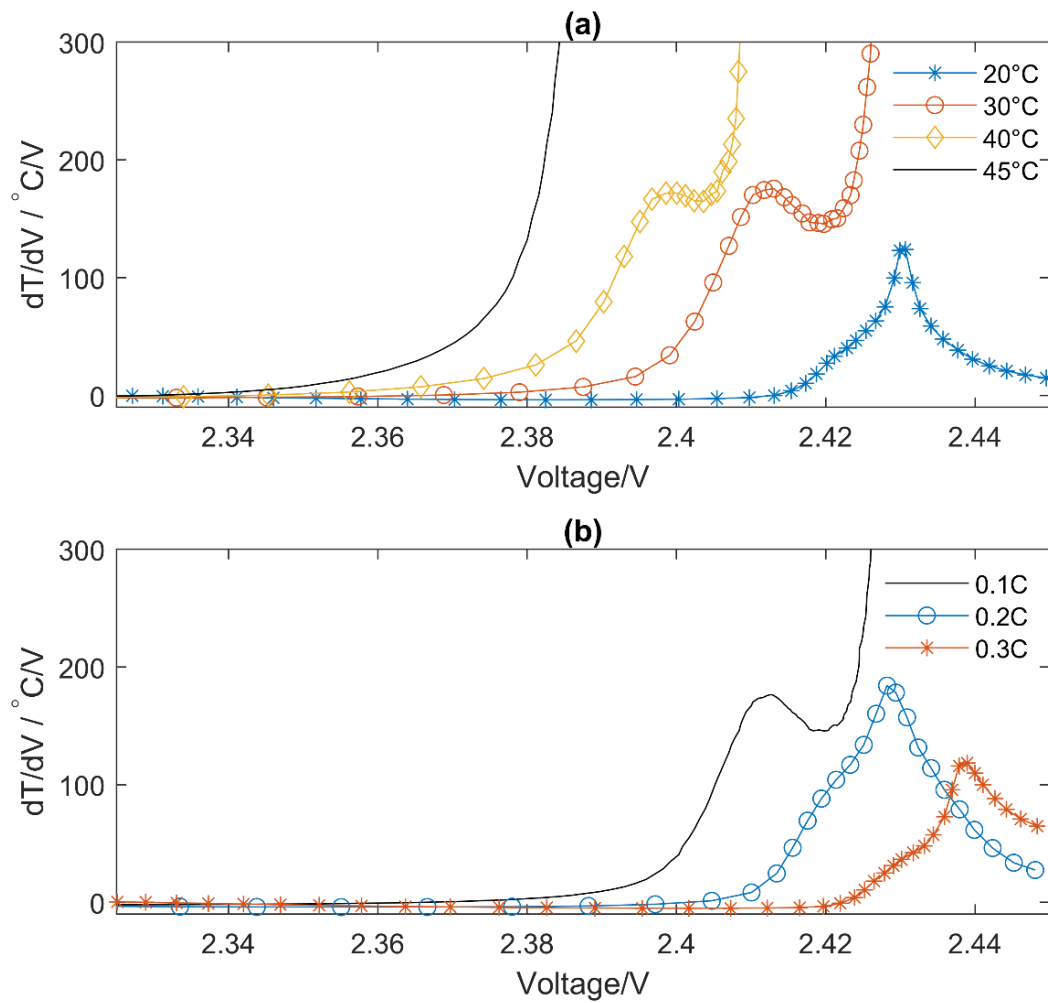 (a)
300
200
100
0
dT/dV / °C/V
20°C
30°C
40°C
45°C
2.34
2.36
2.38
2.4
2.42
2.44
Voltage/V
(b)
300
200
100
0
dT/dV / °C/V
0.1C
0.2C
0.3C
2.34
2.36
2.38
2.4
2.42
2.44
Voltage/V